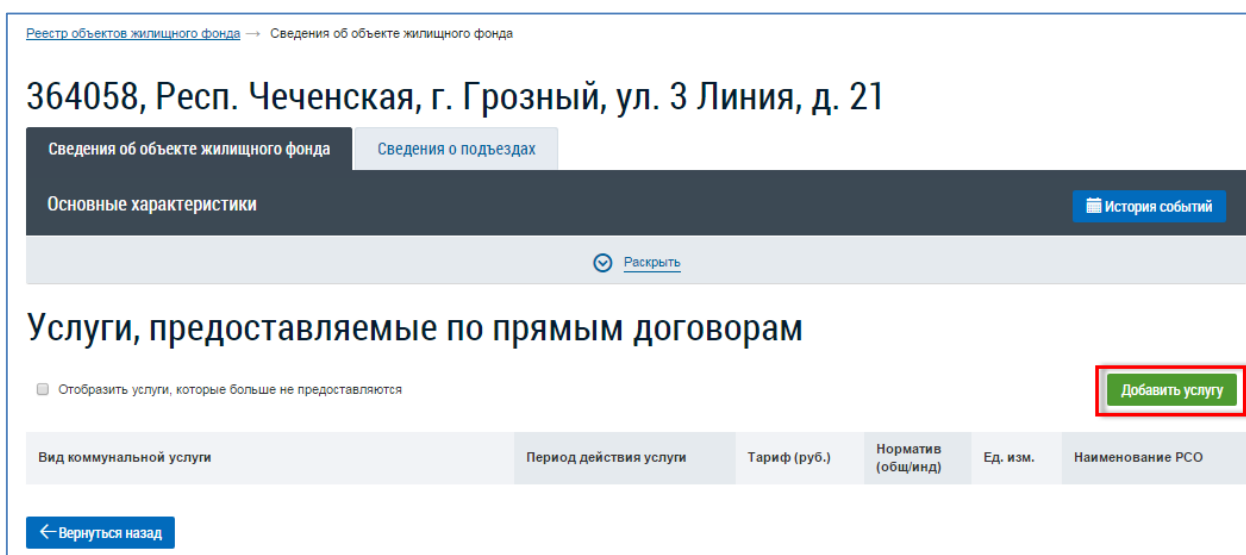 Реестр объектов жилищного фонда → Сведения об объекте жилищного фонда
364058, Респ. Чеченская, г. Грозный, ул. 3 Линия, д. 21
Сведения об объекте жилищного фонда Сведения о подъездах
Основные характеристики История событий
Раскрыть
Услуги, предоставляемые по прямым договорам
Отобразить услуги, которые больше не предоставляются Добавить услугу
Вид коммунальной услуги Период действия услуги Тариф (руб.) Норматив (общ/инд) Ед. изм. Наименование РСО
← Вернуться назад